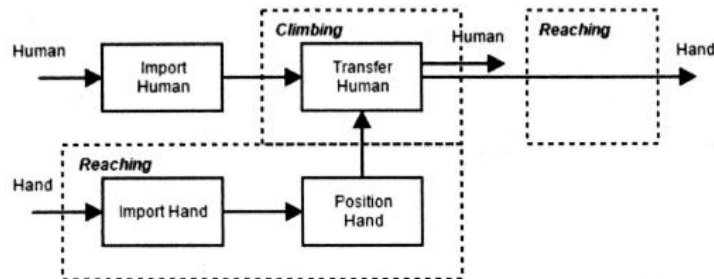 Climbing
Human
Reaching
Human
Import
Human
Transfer
Human
Hand
Reaching
Hand
Import Hand
Position
Hand